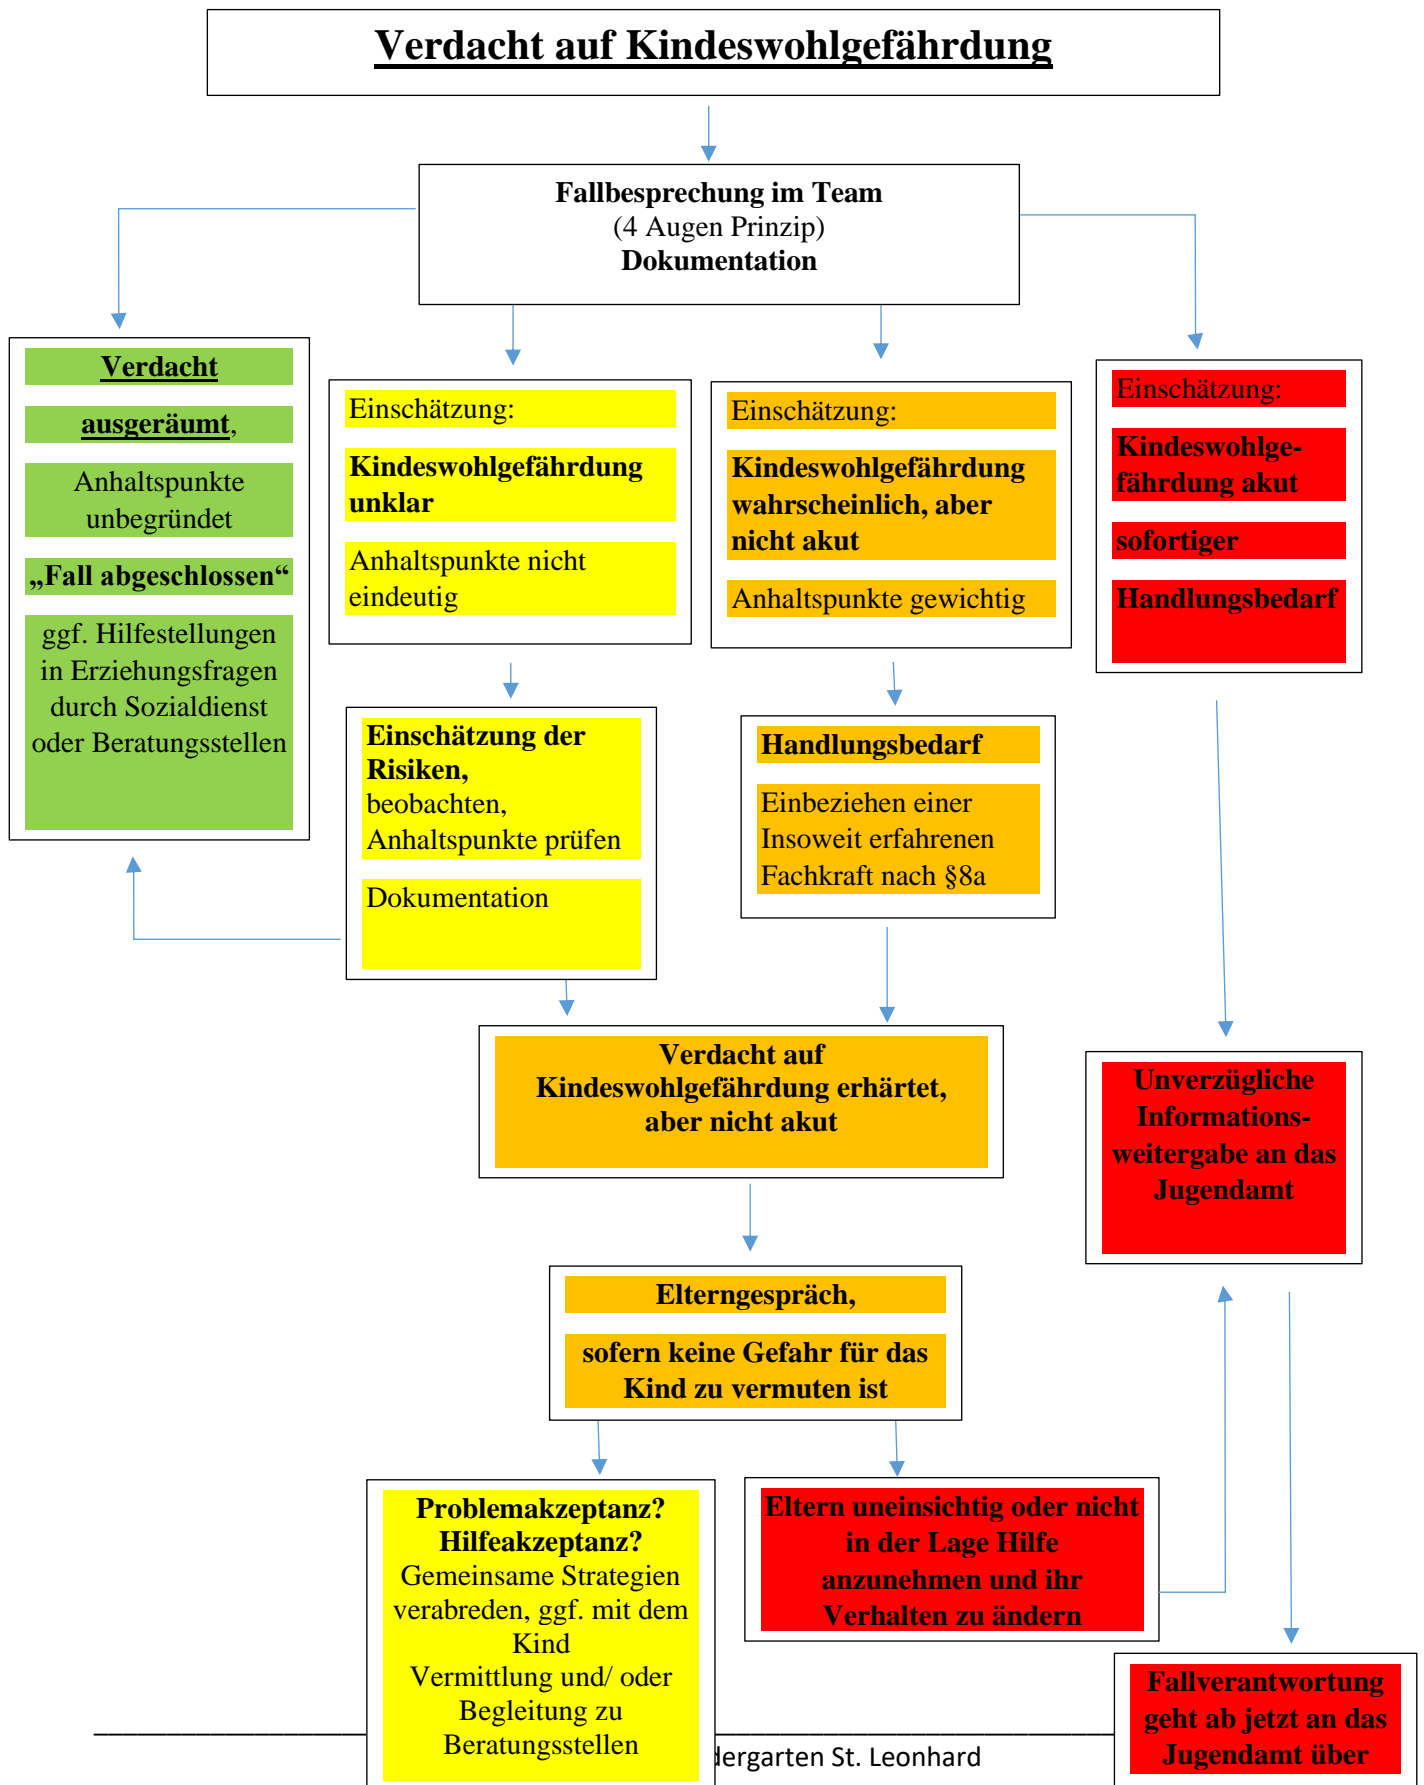 Verdacht auf Kindeswohlgefährdung
Fallbesprechung im Team
(4 Augen Prinzip)
Dokumentation
Verdacht
ausgeräumt,
Anhaltspunkte
unbegründet
„Fall abgeschlossen“
ggf. Hilfestellungen
in Erziehungsfragen
durch Sozialdienst
oder Beratungsstellen
Einschätzung:
Kindeswohlgefährdung
unklar
Anhaltspunkte nicht
eindeutig
Einschätzung:
Kindeswohlgefährdung
wahrscheinlich, aber
nicht akut
Anhaltspunkte gewichtig
Einschätzung:
Kindeswohlge-
fährdung akut
sofortiger
Handlungsbedarf
Einschätzung der
Risiken,
beobachten,
Anhaltspunkte prüfen
Dokumentation
Handlungsbedarf
Einbeziehen einer
Insoweit erfahrenen
Fachkraft nach §8a
Verdacht auf
Kindeswohlgefährdung erhärtet,
aber nicht akut
Unverzügliche
Informations-
weitergabe an das
Jugendamt
Elterngespräch,
sofern keine Gefahr für das
Kind zu vermuten ist
Problemakzeptanz?
Hilfeakzeptanz?
Gemeinsame Strategien
verabreden, ggf. mit dem
Kind
Vermittlung und/ oder
Begleitung zu
Beratungsstellen
Eltern uneinsichtig oder nicht
in der Lage Hilfe
anzunehmen und ihr
Verhalten zu ändern
Fallverantwortung
geht ab jetzt an das
Jugendamt über
St. Leonhard